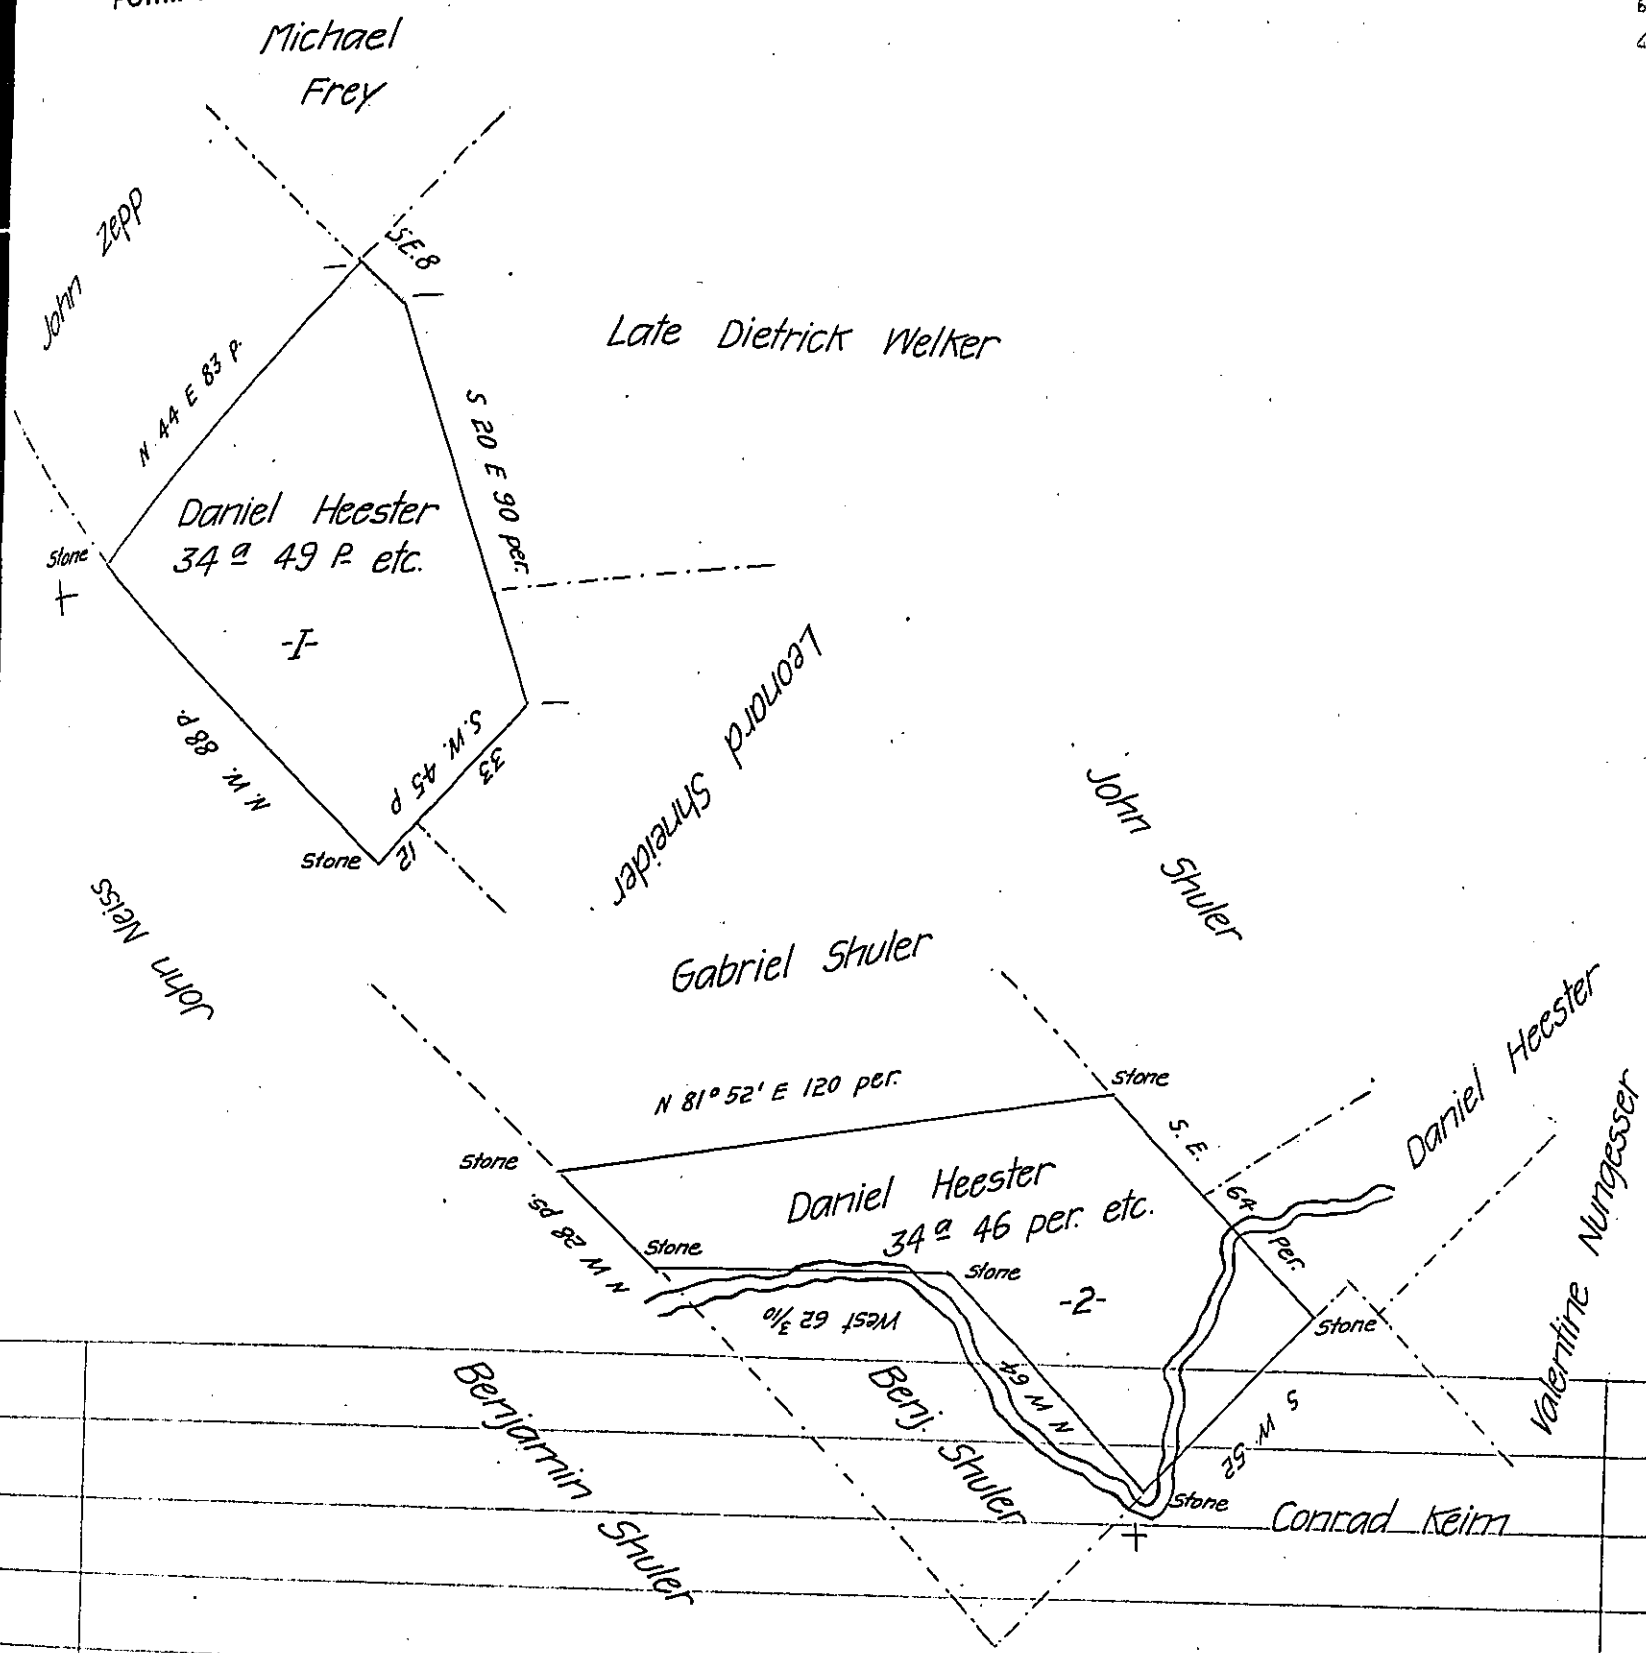 Michael
Frey
John Zepp
S.E. 8
Late Dietrick Welker
N. 44 E 83 P.
S 20 E 90 per.
Daniel Heester
34 a 49 P. etc.
-I-
Stone
N. W. 88 P.
S. W. 45 P
33
12
Stone
Leonard Shneider
John Neiss
John Shuler
Gabriel Shuler
N 81° 52' E 120 per.
Stone
Stone
S. E. 64 per.
Daniel Heester
Valentine Nungesser
Daniel Heester
34 a 46 per. etc.
-2-
N W 28 ps.
Stone
Stone
West 62 3/10
N W 64
Stone
S W. 52
Stone
Benjamin Shuler
Benj. Shuler
Conrad Keim